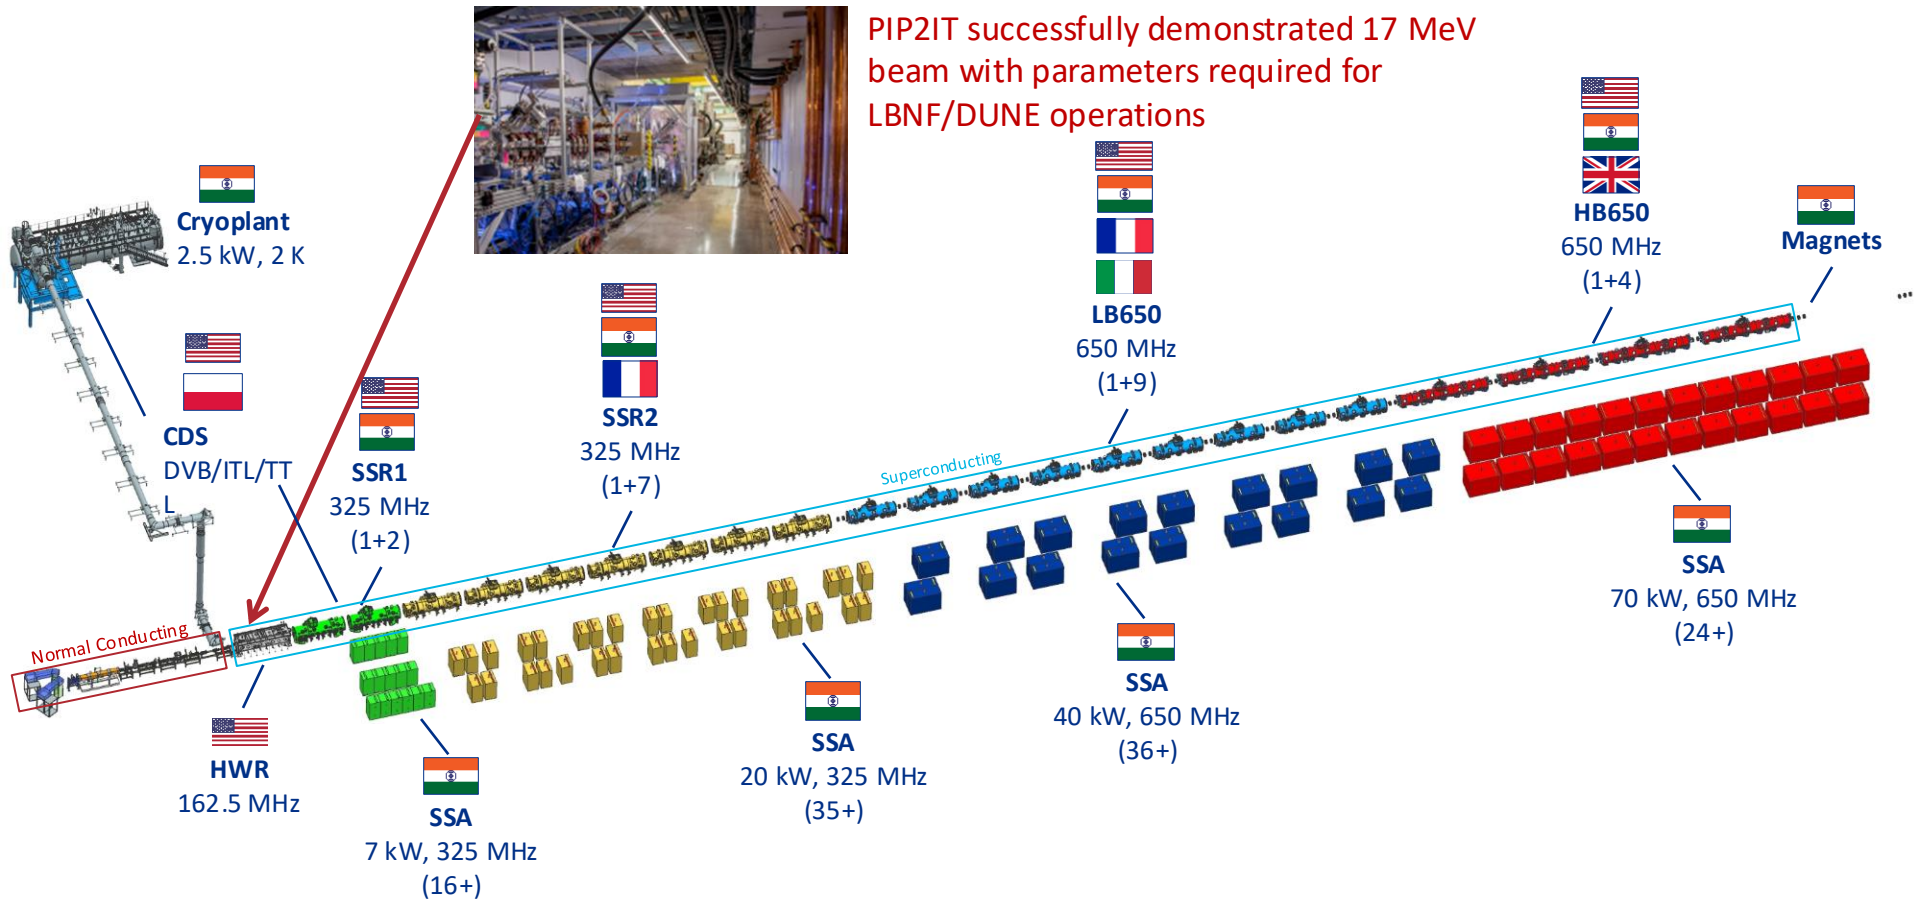 PIP2IT successfully demonstrated 17 MeV
beam with parameters required for
LBNF/DUNE operations
Cryoplant
2.5 kW, 2 K
CDS
DVB/ITL/TT
L
SSR1
325 MHz
(1+2)
SSR2
325 MHz
(1+7)
LB650
650 MHz
(1+9)
HB650
650 MHz
(1+4)
Magnets
...
Superconducting
Normal Conducting
HWR
162.5 MHz
SSA
7 kW, 325 MHz
(16+)
SSA
20 kW, 325 MHz
(35+)
SSA
40 kW, 650 MHz
(36+)
SSA
70 kW, 650 MHz
(24+)